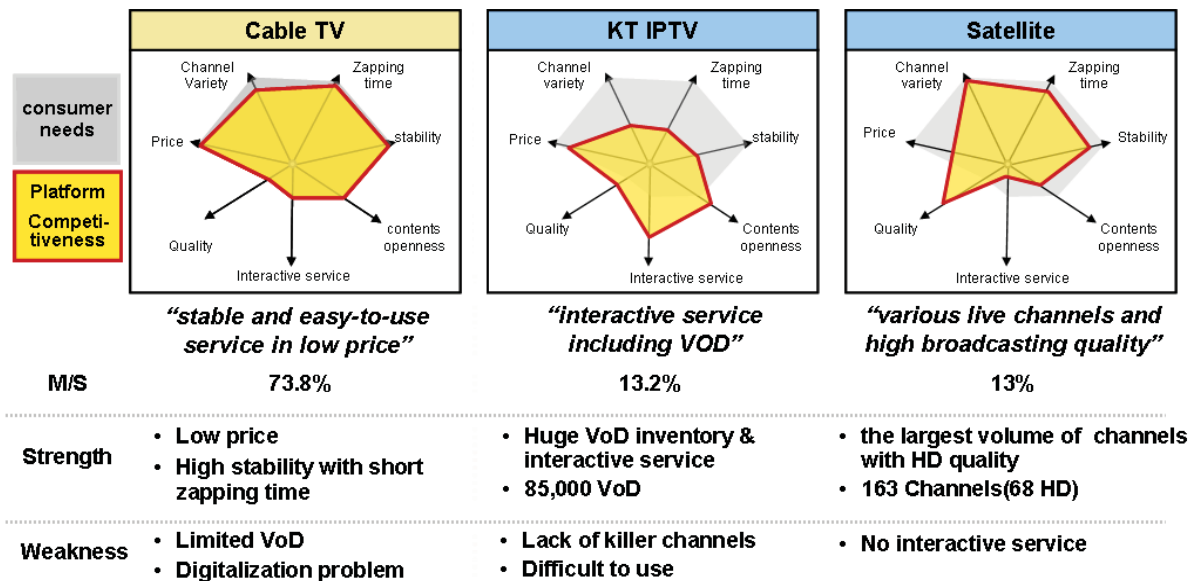 Cable TV
KT IPTV
Satellite
consumer
needs
Platform
Competi-
tiveness
Channel
Variety
Zapping
time
Price
stability
Quality
contents
openness
Interactive service
Channel
variety
Zapping
time
Price
stability
Quality
Contents
openness
Interactive service
Channel
variety
Zapping
time
Price
Stability
Quality
Contents
openness
Interactive service
“stable and easy-to-use
service in low price”
“interactive service
including VOD”
“various live channels and
high broadcasting quality”
M/S
73.8%
13.2%
13%
Strength
• Low price
• High stability with short
zapping time
• Huge VoD inventory &
interactive service
• 85,000 VoD
• the largest volume of channels
with HD quality
• 163 Channels(68 HD)
Weakness
• Limited VoD
• Digitalization problem
• Lack of killer channels
• Difficult to use
• No interactive service